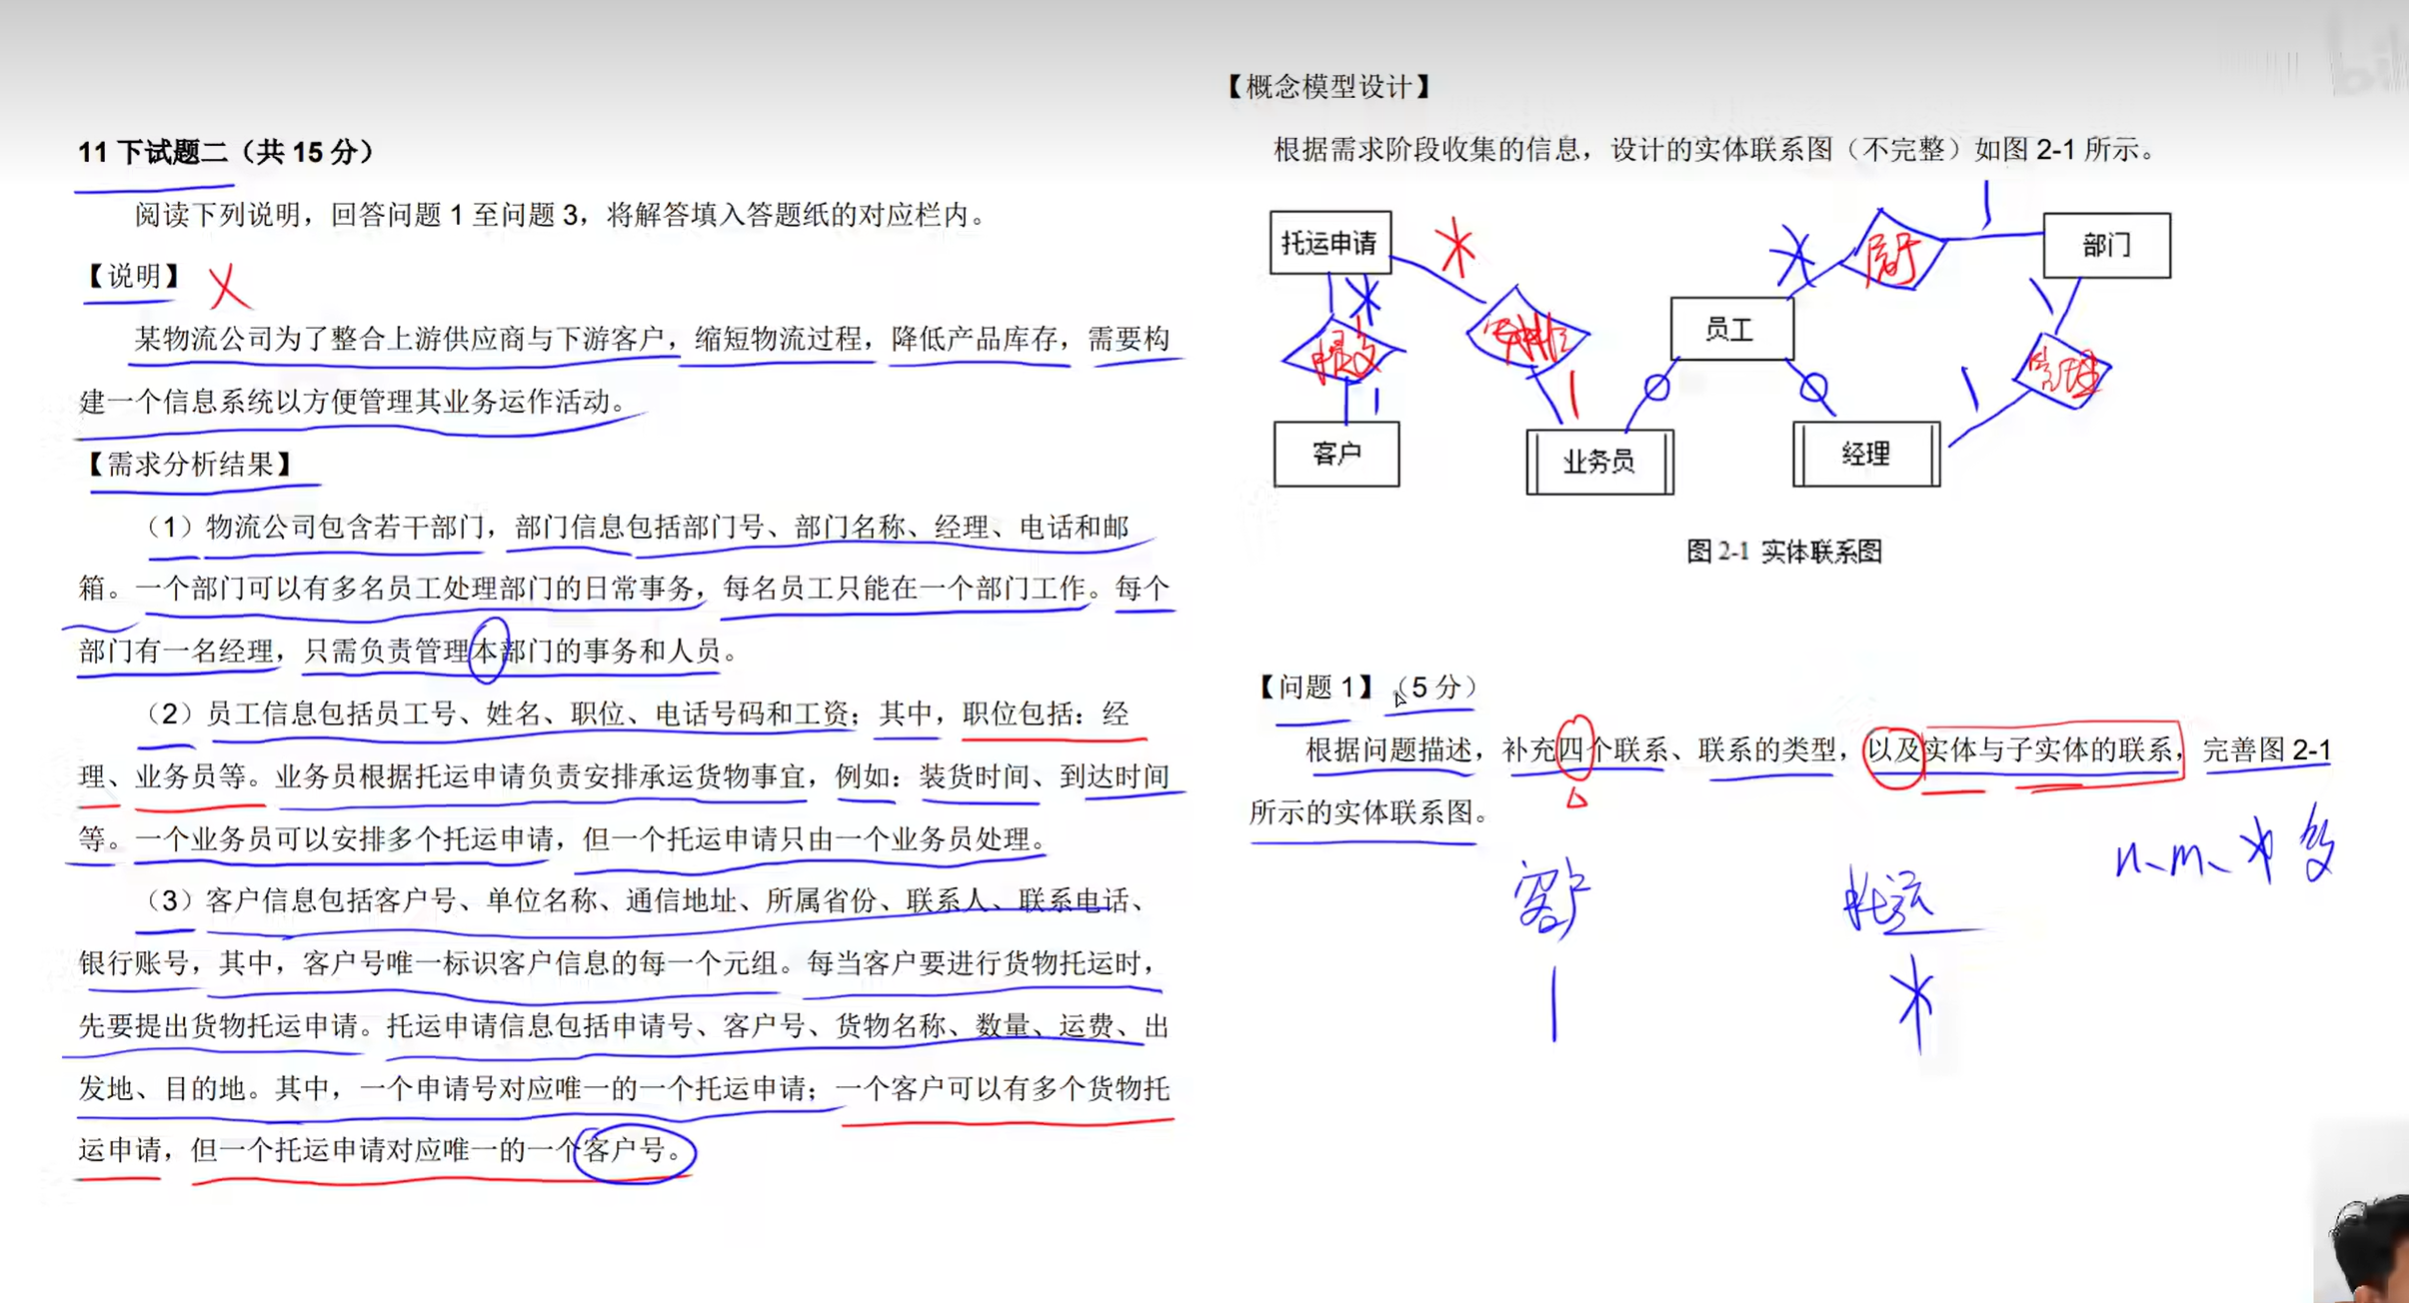 11 下试题二（共 15 分）
阅读下列说明，回答问题 1 至问题 3，将解答填入答题纸的对应栏内。
【说明】
某物流公司为了整合上游供应商与下游客户，缩短物流过程，降低产品库存，需要构
建一个信息系统以方便管理其业务运作活动。
【需求分析结果】
（1）物流公司包含若干部门，部门信息包括部门号、部门名称、经理、电话和邮
箱。一个部门可以有多名员工处理部门的日常事务，每名员工只能在一个部门工作。每个
部门有一名经理，只需负责管理本部门的事务和人员。
（2）员工信息包括员工号、姓名、职位、电话号码和工资；其中，职位包括：经
理、业务员等。业务员根据托运申请负责安排承运货物事宜，例如：装货时间、到达时间
等。一个业务员可以安排多个托运申请，但一个托运申请只由一个业务员处理。
（3）客户信息包括客户号、单位名称、通信地址、所属省份、联系人、联系电话、
银行账号，其中，客户号唯一标识客户信息的每一个元组。每当客户要进行货物托运时，
先要提出货物托运申请。托运申请信息包括申请号、客户号、货物名称、数量、运费、出
发地、目的地。其中，一个申请号对应唯一的一个托运申请；一个客户可以有多个货物托
运申请，但一个托运申请对应唯一的一个客户号。
【概念模型设计】
根据需求阶段收集的信息，设计的实体联系图（不完整）如图 2-1 所示。
托运申请 * * 属于 1 部门
* 员工 1
管理
1 1 1
客户 业务员 经理
图 2-1 实体联系图
【问题 1】（5 分）
根据问题描述，补充四个联系、联系的类型，以及实体与子实体的联系，完善图 2-1
所示的实体联系图。
n、m、* 多
客户 托运
1 *